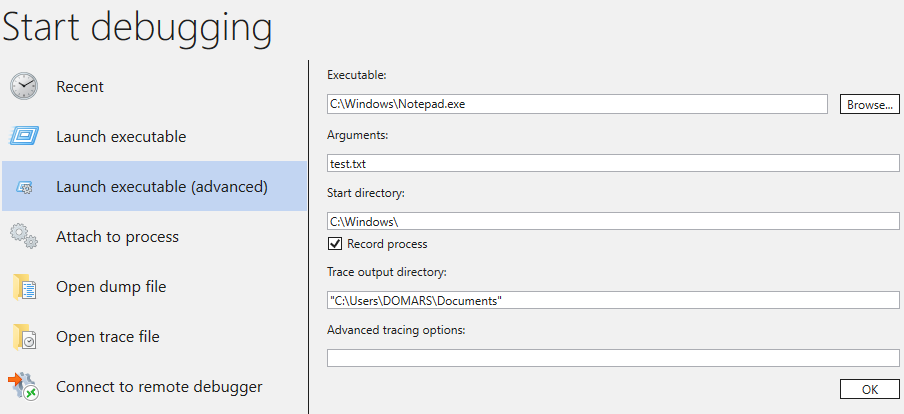 Start debugging
Recent
Launch executable
Launch executable (advanced)
Attach to process
Open dump file
Open trace file
Connect to remote debugger
Executable:
C:\Windows\Notepad.exe
Browse...
Arguments:
test.txt
Start directory:
C:\Windows\
Record process
Trace output directory:
"C:\Users\DOMARS\Documents"
Advanced tracing options:
OK